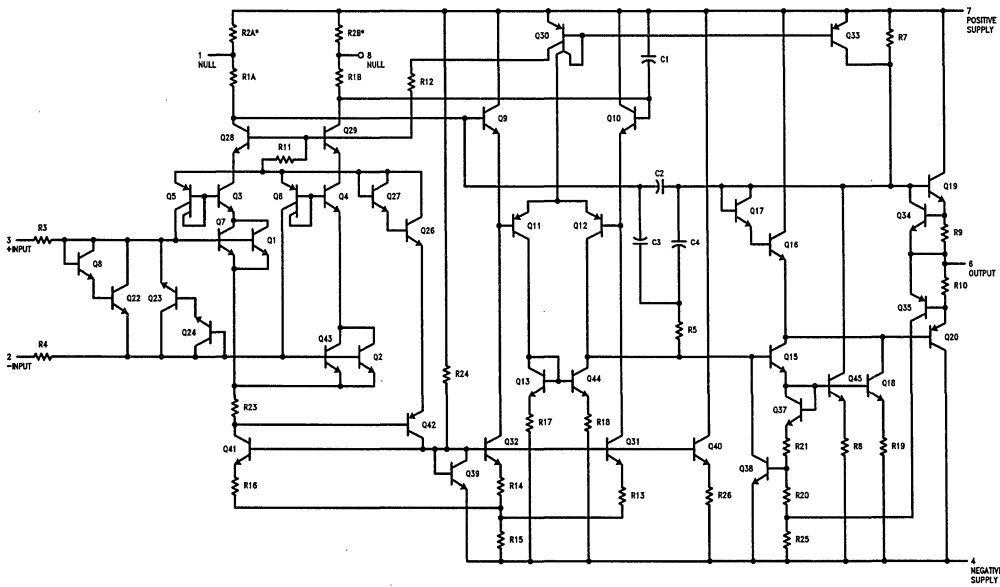 7
POSITIVE
SUPPLY
R2A*
R2B*
Q30
Q33
R7
1
NULL
8
NULL
C1
R1A
R1B
R12
Q9
Q10
Q28
Q29
R11
C2
Q5
Q3
Q6
Q4
Q27
Q19
Q17
Q34
R9
Q7
Q1
Q26
Q11
Q12
C3
C4
Q16
3
+INPUT
R3
6
OUTPUT
Q8
Q22
Q23
R10
Q35
Q24
R5
Q20
2
-INPUT
R4
Q43
Q2
R24
Q13
Q44
Q15
Q45
Q18
Q37
R23
Q42
R17
R18
Q41
Q32
Q31
Q40
R21
R8
R19
Q39
Q38
R16
R14
R13
R26
R20
R15
R25
4
NEGATIVE
SUPPLY